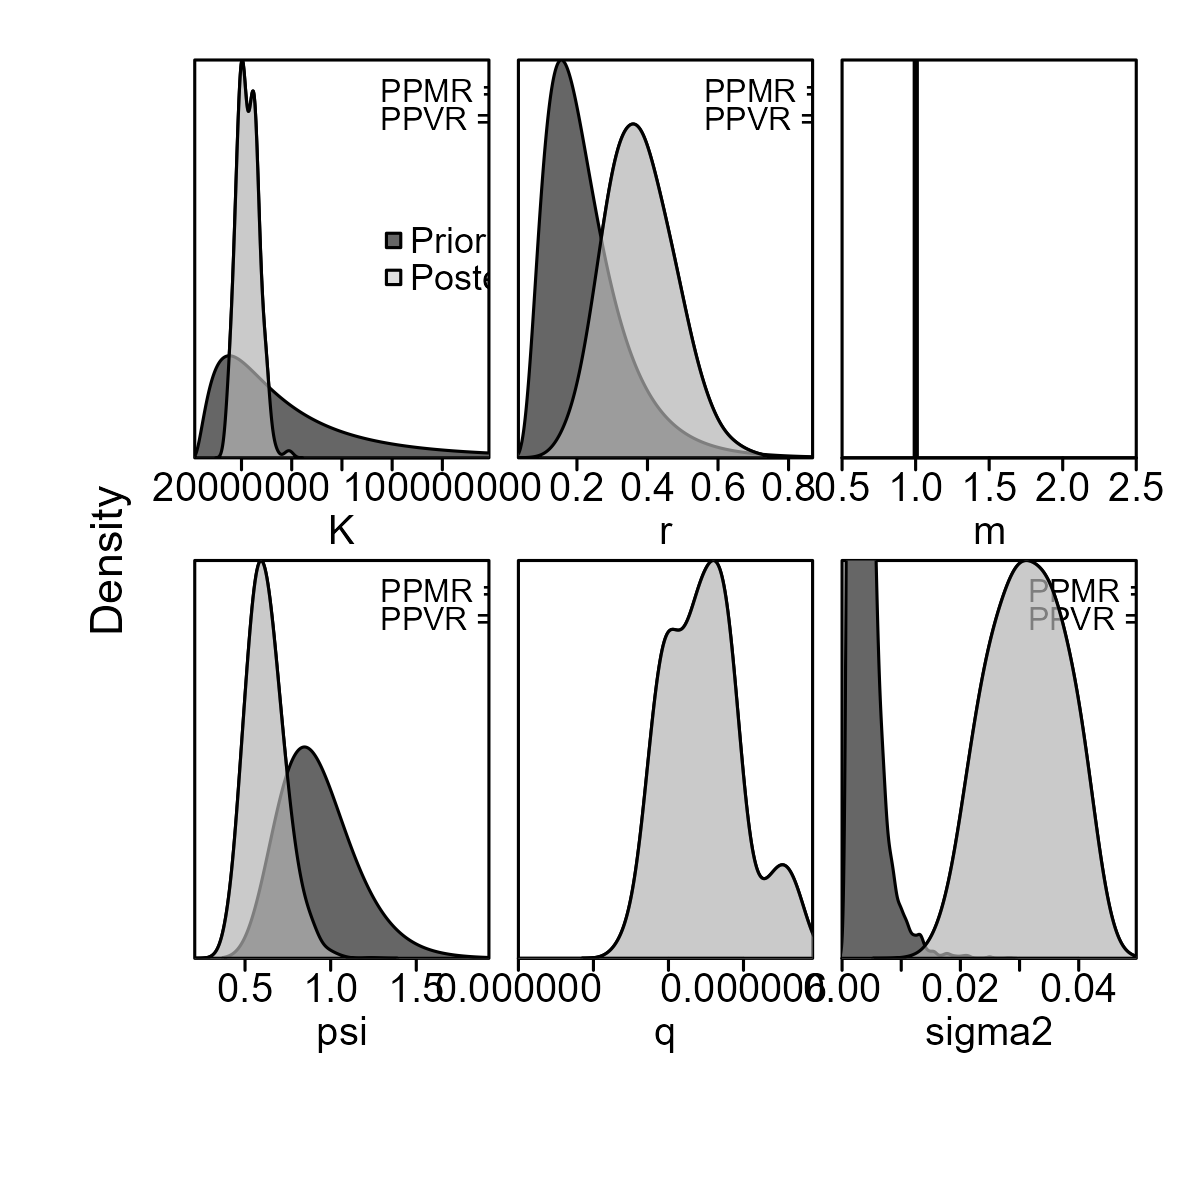 PPMR =
PPVR =
Prior
Poste
20000000 100000000
K
PPMR =
PPVR =
0.2 0.4 0.6 0.8
r
0.5 1.0 1.5 2.0 2.5
m
Density
PPMR =
PPVR =
0.5 1.0 1.5
psi
0.000000 0.000006
q
PPMR =
PPVR =
0.00 0.02 0.04
sigma2